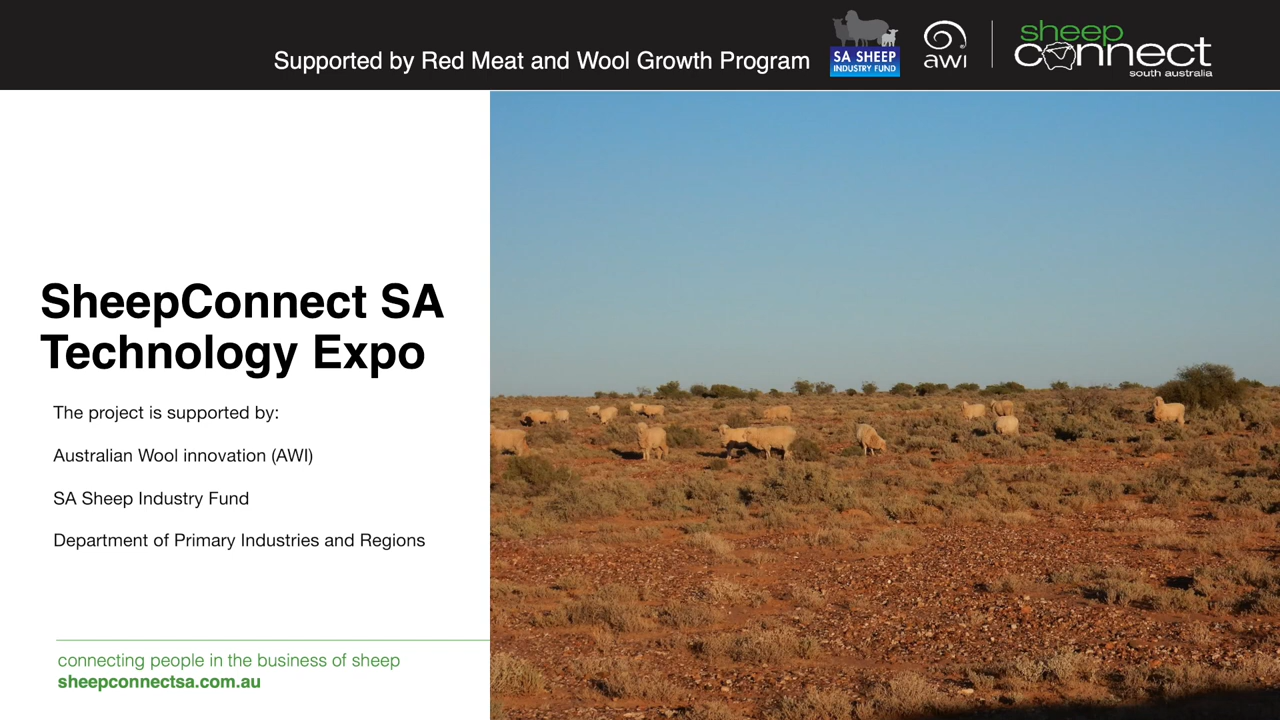 Supported by Red Meat and Wool Growth Program
SA SHEEP
INDUSTRY FUND
awi
sheep
connect
south australia
SheepConnect SA
Technology Expo
The project is supported by:
Australian Wool innovation (AWI)
SA Sheep Industry Fund
Department of Primary Industries and Regions
connecting people in the business of sheep
sheepconnectsa.com.au